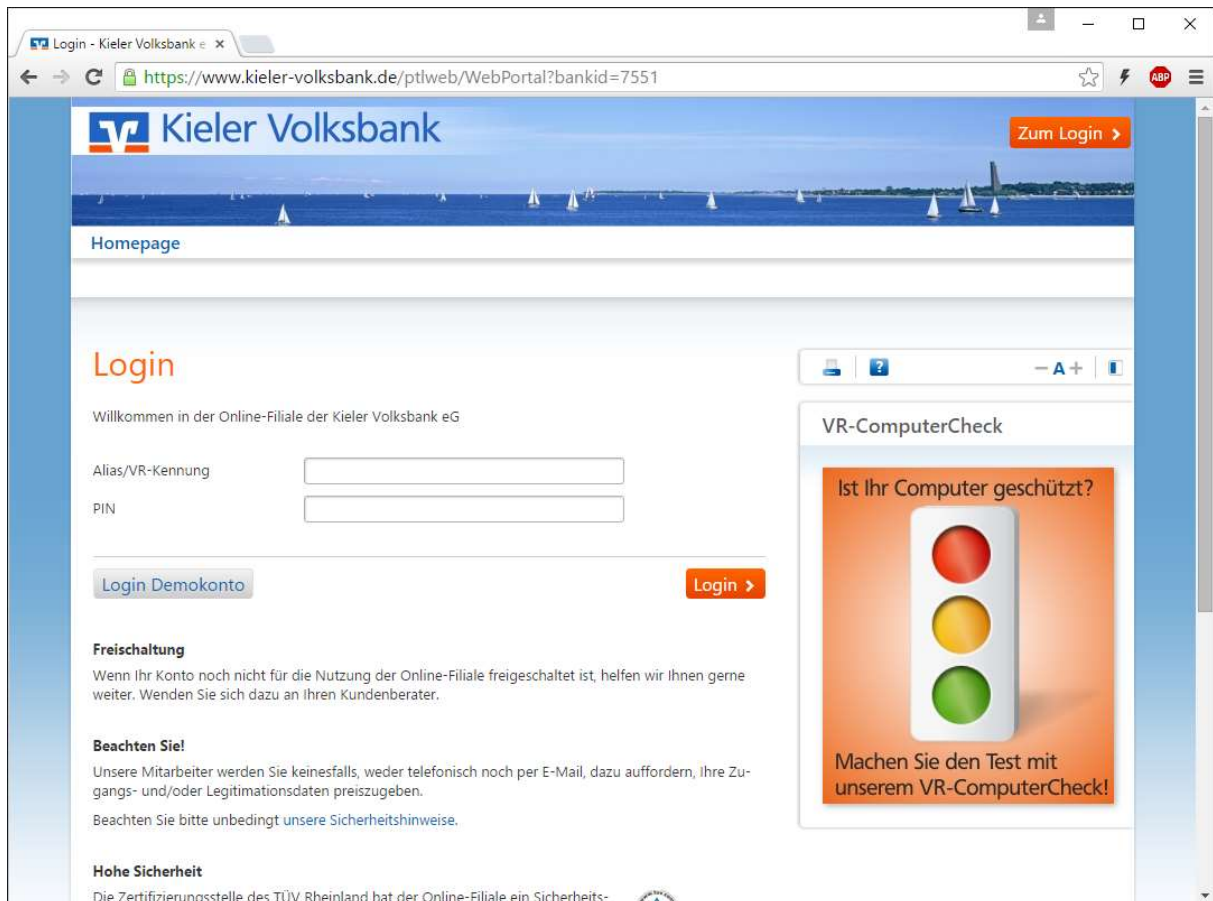 Login - Kieler Volksbank e
https://www.kieler-volksbank.de/ptlweb/WebPortal?bankid=7551
ABP
Kieler Volksbank
Zum Login
Homepage
Login
A
Willkommen in der Online-Filiale der Kieler Volksbank eG
VR-ComputerCheck
Alias/VR-Kennung
PIN
Ist Ihr Computer geschützt?
Login Demokonto
Login
Freischaltung
Wenn Ihr Konto noch nicht für die Nutzung der Online-Filiale freigeschaltet ist, helfen wir Ihnen gerne
weiter. Wenden Sie sich dazu an Ihren Kundenberater.
Beachten Sie!
Unsere Mitarbeiter werden Sie keinesfalls, weder telefonisch noch per E-Mail, dazu auffordern, Ihre Zu-
gangs- und/oder Legitimationsdaten preiszugeben.
Beachten Sie bitte unbedingt unsere Sicherheitshinweise.
Machen Sie den Test mit
unserem VR-ComputerCheck!
Hohe Sicherheit
Die Zertifizierungsstelle des TÜV Rheinland hat der Online-Filiale ein Sicherheits-